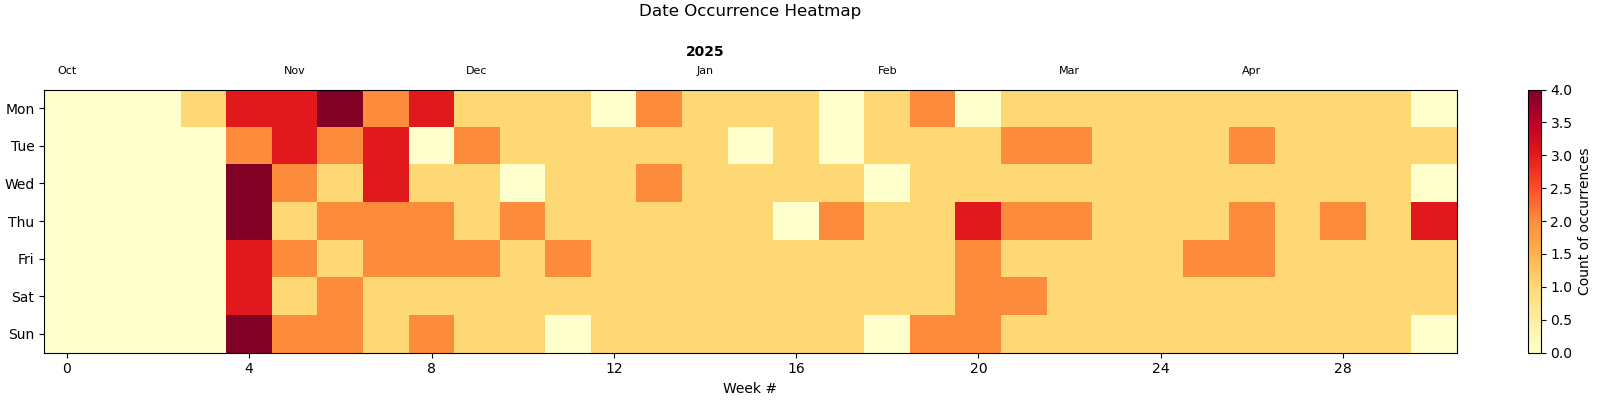 Date Occurrence Heatmap
2025
Oct Nov Dec Jan Feb Mar Apr
Mon
Tue
Wed
Thu
Fri
Sat
Sun
0 4 8 12 16 20 24 28
Week #
4.0
3.5
3.0
2.5
2.0
1.5
1.0
0.5
0.0
Count of occurrences